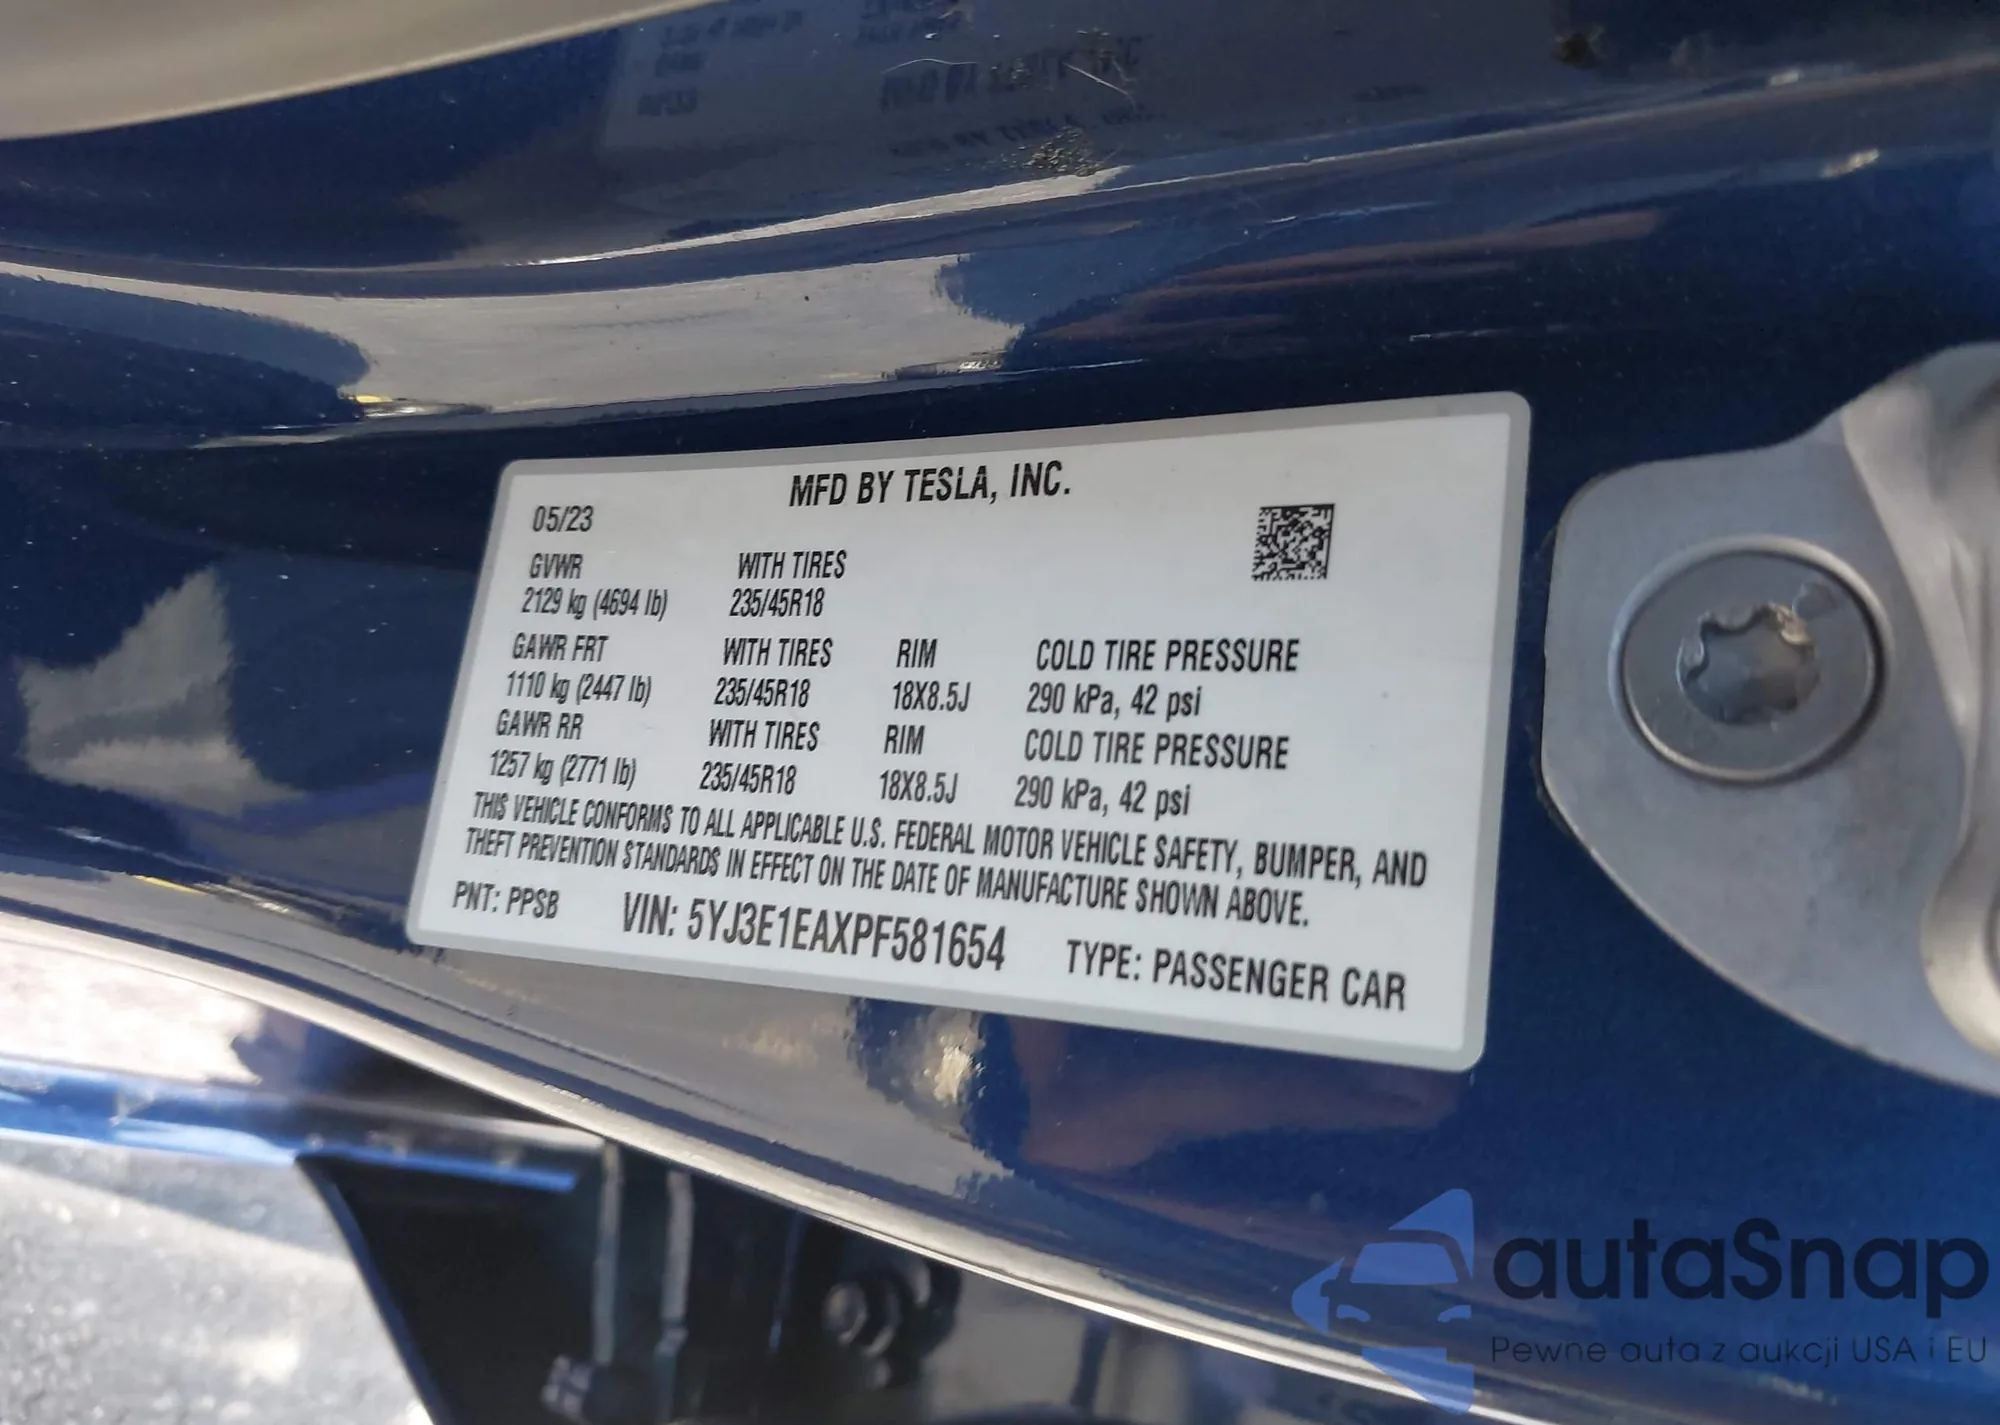 MFD BY TESLA, INC.
05/23
GVWR WITH TIRES
2129 kg (4694 lb) 235/45R18
GAWR FRT WITH TIRES RIM COLD TIRE PRESSURE
1110 kg (2447 lb) 235/45R18 18X8.5J 290 kPa, 42 psi
GAWR RR WITH TIRES RIM COLD TIRE PRESSURE
1257 kg (2771 lb) 235/45R18 18X8.5J 290 kPa, 42 psi
THIS VEHICLE CONFORMS TO ALL APPLICABLE U.S. FEDERAL MOTOR VEHICLE SAFETY, BUMPER, AND
THEFT PREVENTION STANDARDS IN EFFECT ON THE DATE OF MANUFACTURE SHOWN ABOVE.
PNT: PPSB VIN: 5YJ3E1EAXPF581654 TYPE: PASSENGER CAR
autaSnap
Pewne auta z aukcji USA i EU